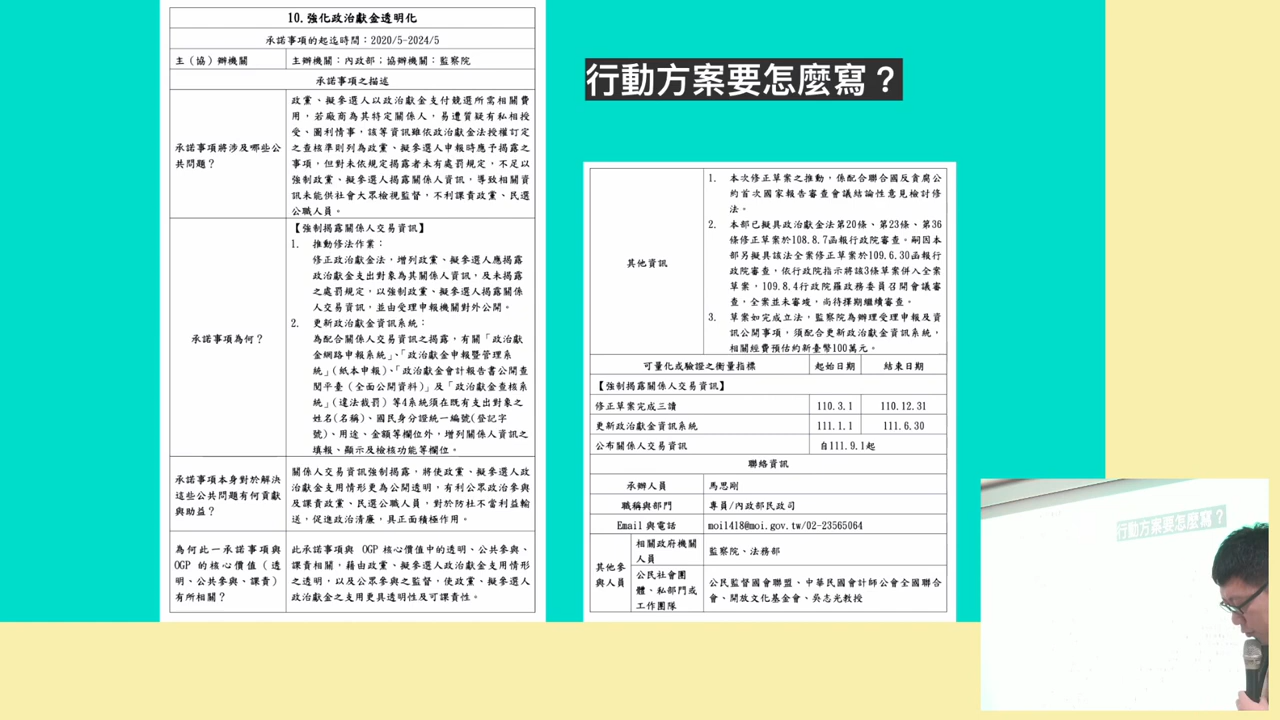 10.強化政治獻金透明化
承諾事項的起迄時間：2020/5-2024/5
主（協）辦機關
主辦機關：內政部；協辦機關：監察院
承諾事項之描述
承諾事項將涉及哪些公
共問題？
政黨、擬參選人以政治獻金支付競選所需相關費
用，若廠商為其特定關係人，易遭質疑有私相授
受、圖利情事，該等資訊雖依政治獻金法授權訂定
之查核準則列為政黨、擬參選人申報時應予揭露之
事項，但對未依規定揭露者未有處罰規定，不足以
強制政黨、擬參選人揭露關係人資訊，導致相關資
訊未能供社會大眾檢視監督，不利課責政黨、民選
公職人員。
承諾事項為何？
【強制揭露關係人交易資訊】
1. 推動修法作業：
修正政治獻金法，增列政黨、擬參選人應揭露
政治獻金支出對象為其關係人資訊，及未揭露
之處罰規定，以強制政黨、擬參選人揭露關係
人交易資訊，並由受理申報機關對外公開。
2. 更新政治獻金資訊系統：
為配合關係人交易資訊之揭露，有關「政治獻
金網路申報系統」、「政治獻金申報暨管理系
統」(紙本申報)、「政治獻金會計報告書公開查
閱平臺（全面公開資料)」及「政治獻金查核系
統」(違法裁罰）等4系統須在既有支出對象之
姓名(名稱)、國民身分證統一編號(登記字
號)、用途、金額等欄位外，增列關係人資訊之
填報、顯示及檢核功能等欄位。
承諾事項本身對於解決
這些公共問題有何貢獻
與助益？
關係人交易資訊強制揭露，將使政黨、擬參選人政
治獻金支用情形更為公開透明，有利公眾政治參與
及課責政黨、民選公職人員，對於防杜不當利益輸
送，促進政治清廉，具正面積極作用。
為何此一承諾事項與
OGP 的核心價值（透
明、公共參與、課責）
有所相關？
此承諾事項與 OGP 核心價值中的透明、公共參與、
課責相關，藉由政黨、擬參選人政治獻金支用情形
之透明，以及公眾參與之監督，使政黨、擬參選人
政治獻金之支用更具透明性及可課責性。
行動方案要怎麼寫？
其他資訊
1. 本次修正草案之推動，係配合聯合國反貪腐公
約首次國家報告審查會議結論性意見檢討修
法。
2. 本部已擬具政治獻金法第20條、第23條、第36
條修正草案於108.8.7函報行政院審查。嗣因本
部另擬具該法全案修正草案於109.6.30函報行
政院審查，依行政院指示將該3條草案併入全案
草案，109.8.4行政院羅政務委員召開會議審
查，全案並未審竣，尚待擇期繼續審查。
3. 草案如完成立法，監察院為辦理受理申報及資
訊公開事項，須配合更新政治獻金資訊系統，
相關經費預估約新臺幣100萬元。
可量化或驗證之衡量指標
起始日期
結束日期
【強制揭露關係人交易資訊】
修正草案完成三讀
110.3.1
110.12.31
更新政治獻金資訊系統
111.1.1
111.6.30
公布關係人交易資訊
自111.9.1起
聯絡資訊
承辦人員
馬思剛
職稱與部門
專員/內政部民政司
Email 與電話
moi1418@moi.gov.tw/02-23565064
其他參
與人員
相關政府機關
人員
監察院、法務部
公民社會團
體、私部門或
工作團隊
公民監督國會聯盟、中華民國會計師公會全國聯合
會、開放文化基金會、吳志光教授
行動方案要怎麼寫？